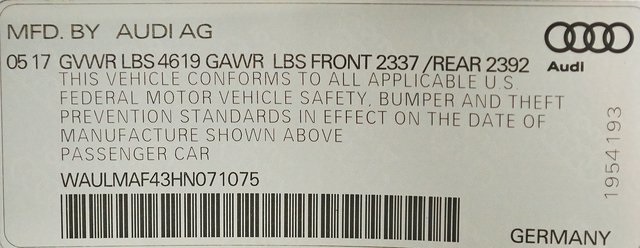 MFD. BY AUDI AG
05 17 GVWR LBS 4619 GAWR LBS FRONT 2337 /REAR 2392
Audi
THIS VEHICLE CONFORMS TO ALL APPLICABLE U.S.
FEDERAL MOTOR VEHICLE SAFETY, BUMPER AND THEFT
PREVENTION STANDARDS IN EFFECT ON THE DATE OF
MANUFACTURE SHOWN ABOVE
PASSENGER CAR
WAULMAF43HN071075
1954193
GERMANY